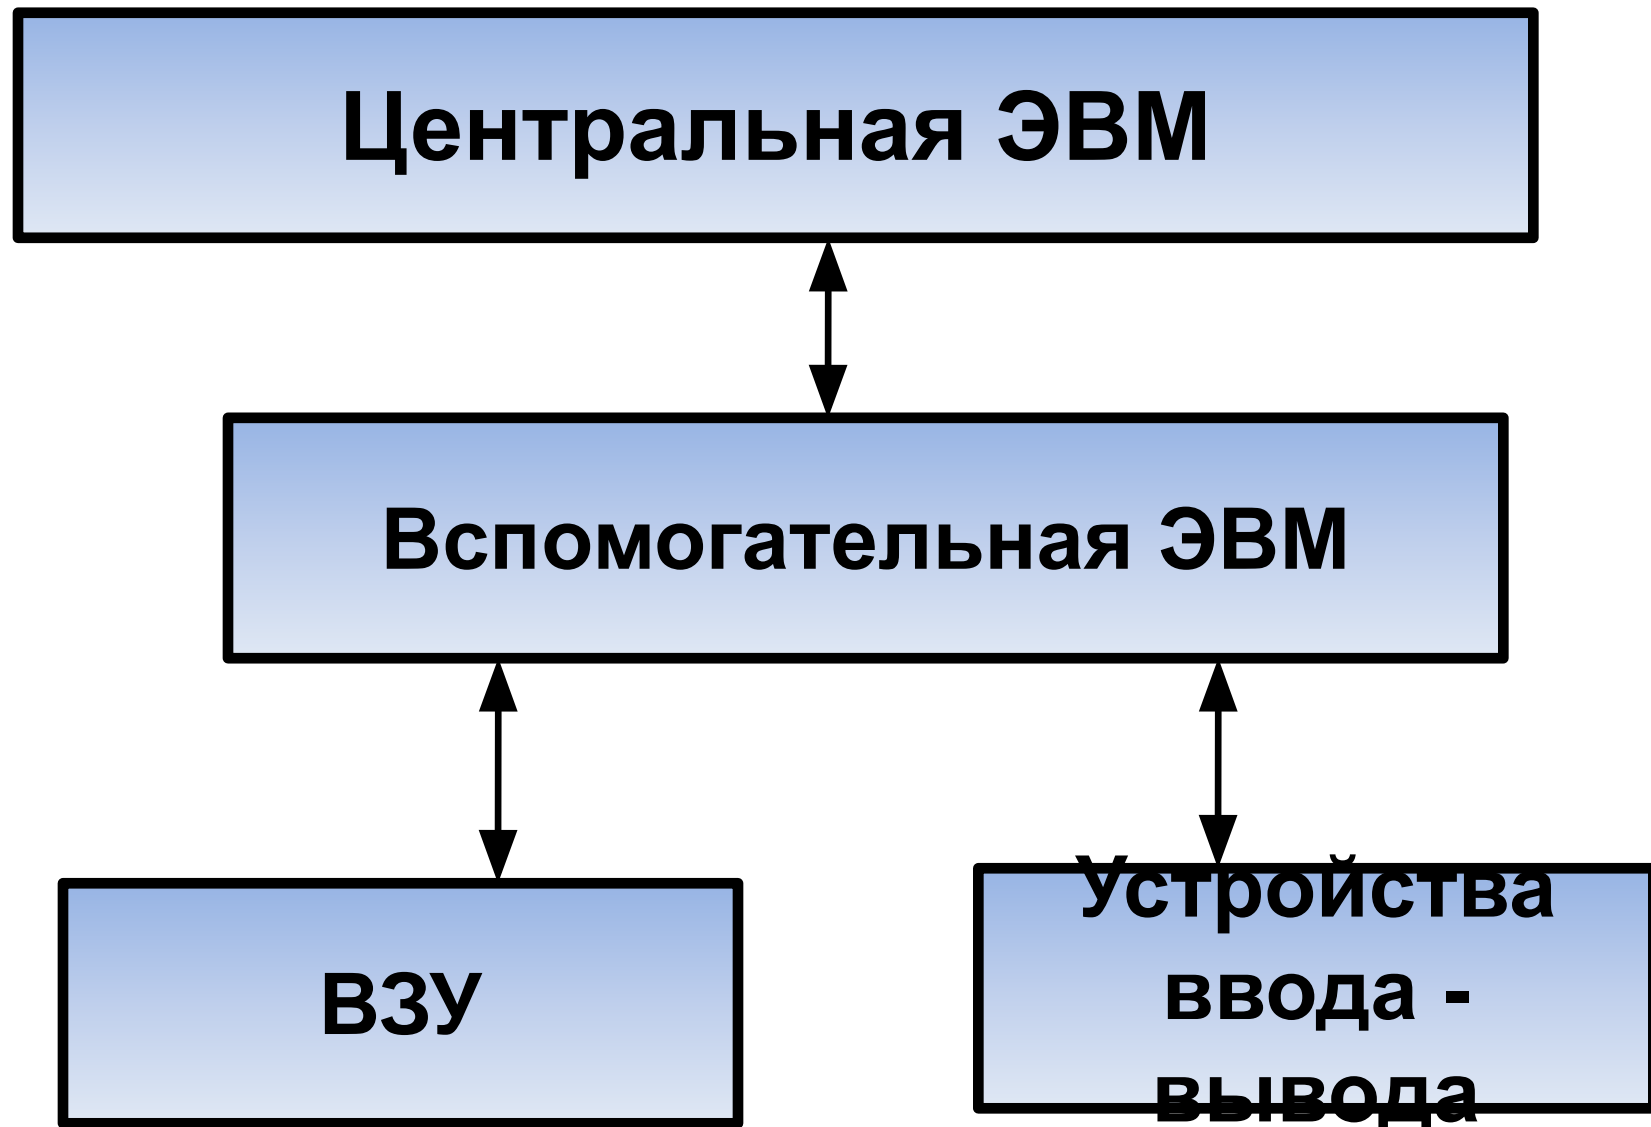 Центральная ЭВМ
Вспомогательная ЭВМ
ВЗУ
Устройства
ввода -
вывода